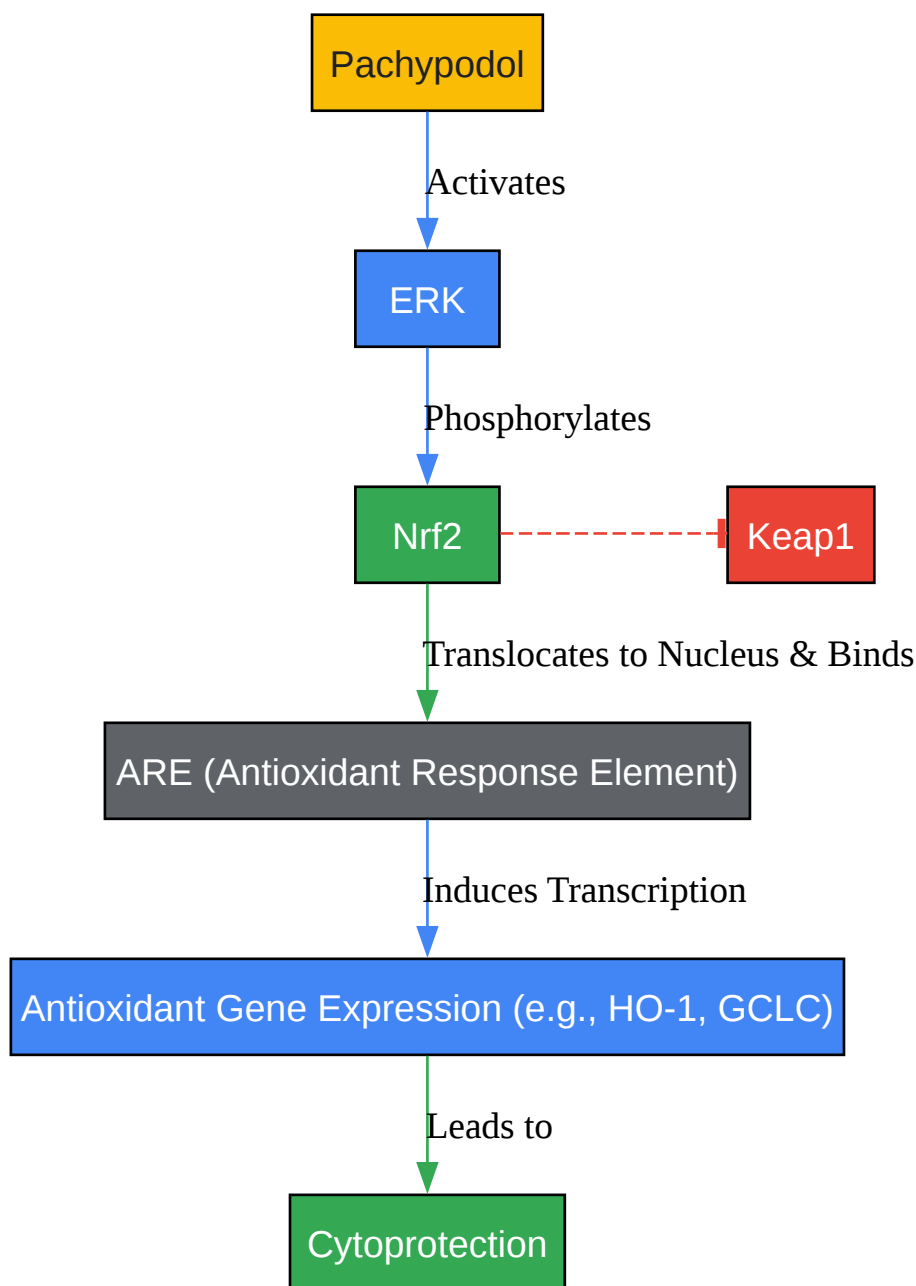 Pachypodol
Activates
ERK
Phosphorylates
Nrf2
Keap1
Translocates to Nucleus & Binds
ARE (Antioxidant Response Element)
Induces Transcription
Antioxidant Gene Expression (e.g., HO-1, GCLC)
Leads to
Cytoprotection